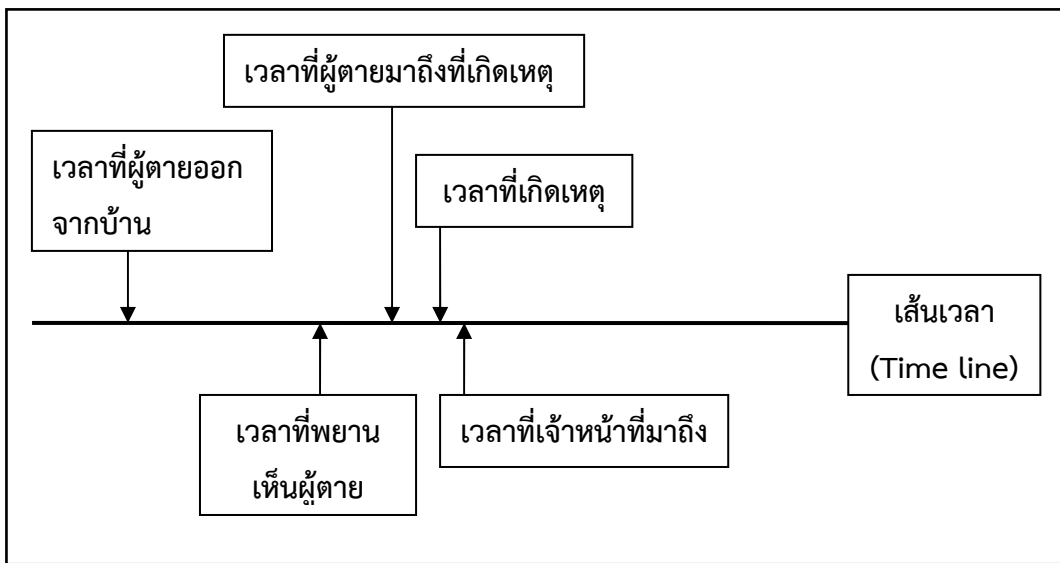 เวลาที่ผู้ตายมาถึงที่เกิดเหตุ
เวลาที่ผู้ตายออก
จากบ้าน
เวลาที่เกิดเหตุ
เส้นเวลา
(Time line)
เวลาที่พยาน
เห็นผู้ตาย
เวลาที่เจ้าหน้าที่มาถึง